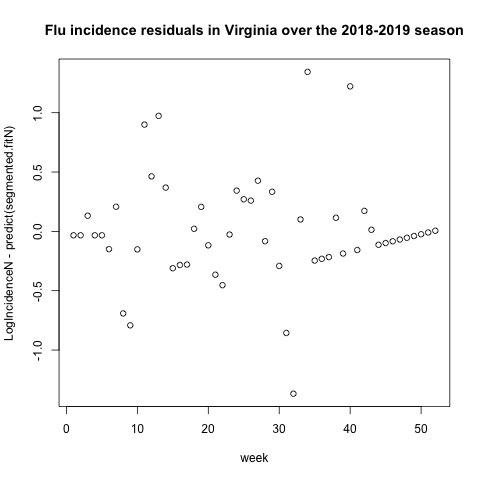 Flu incidence residuals in Virginia over the 2018-2019 season
LogIncidenceN - predict(segmented.fitN)
1.0
0.5
0.0
-0.5
-1.0
0 10 20 30 40 50
week